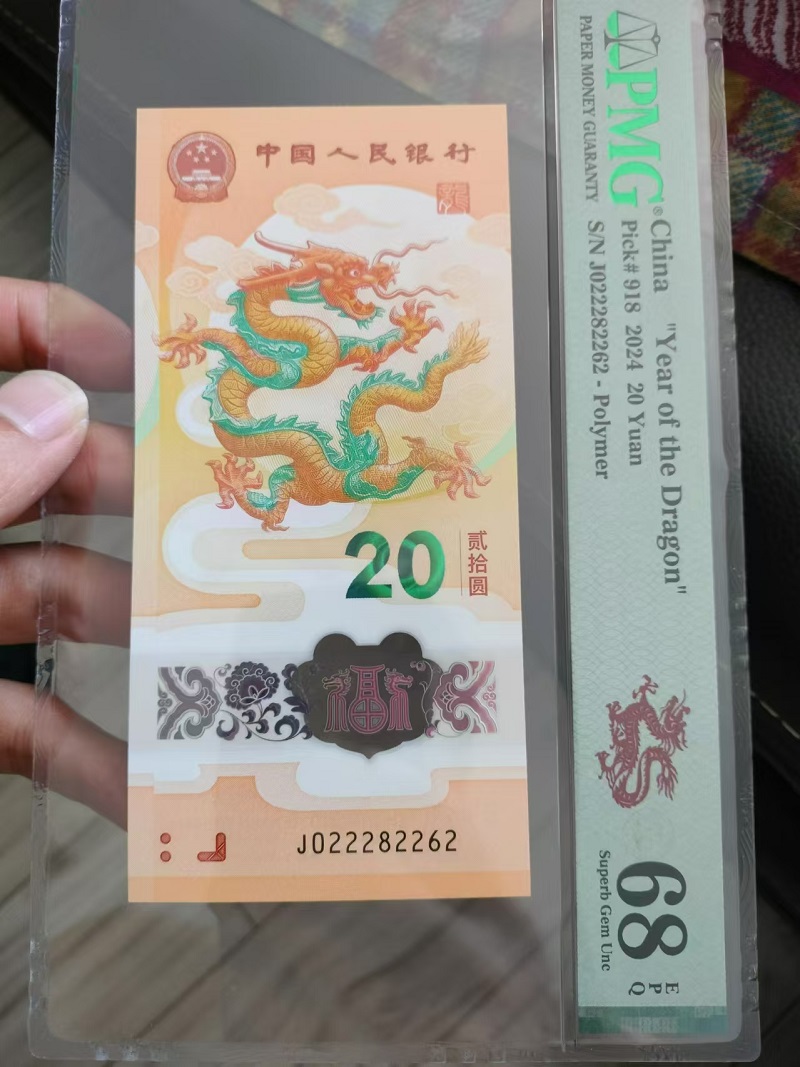 中国人民银行
龍
20
贰拾圆
J022282262
PMG®
PAPER MONEY GUARANTY
China "Year of the Dragon"
Pick# 918 2024 20 Yuan
S/N J022282262 - Polymer
68 EPQ
Superb Gem Unc